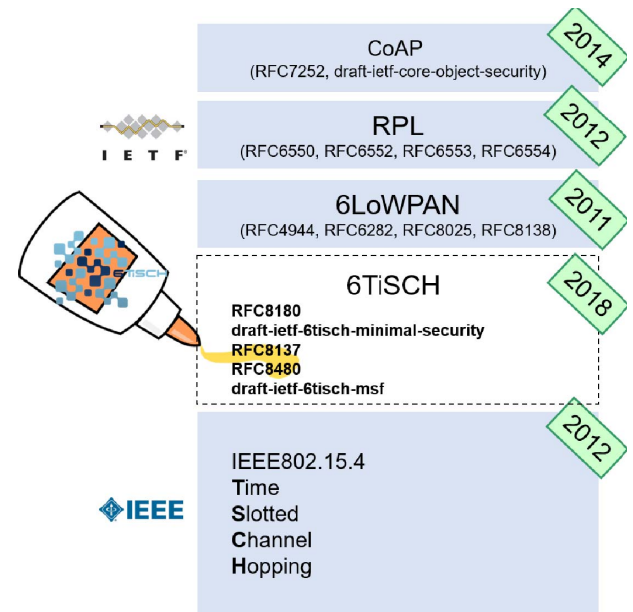 CoAP
(RFC7252, draft-ietf-core-object-security)
2014
I E T F®
RPL
(RFC6550, RFC6552, RFC6553, RFC6554)
2012
6LoWPAN
(RFC4944, RFC6282, RFC8025, RFC8138)
2011
6TiSCH
6TiSCH
2018
RFC8180
draft-ietf-6tisch-minimal-security
RFC8137
RFC8480
draft-ietf-6tisch-msf
2012
IEEE
IEEE802.15.4
Time
Slotted
Channel
Hopping